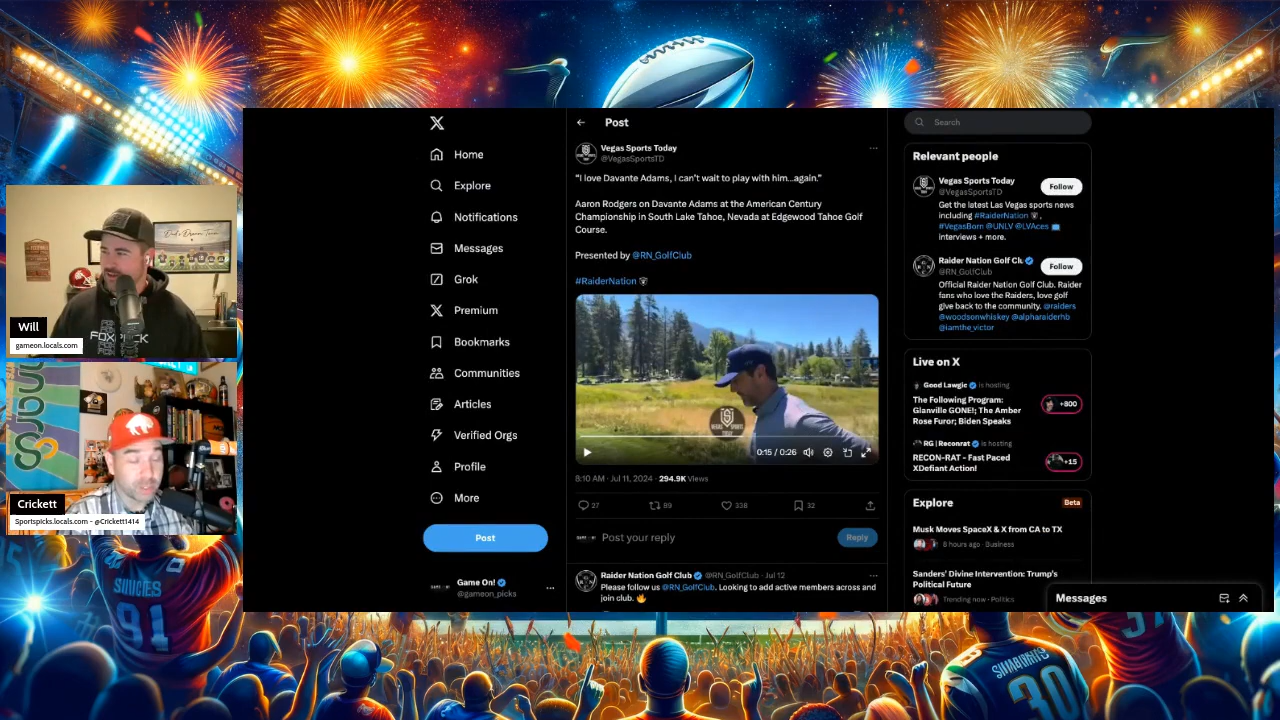 Post
Search
Home
Explore
Notifications
Messages
Grok
Premium
Bookmarks
Communities
Articles
Verified Orgs
Profile
More
Post
Game On!
@gameon_picks
Vegas Sports Today
@VegasSportsTD
“I love Davante Adams, I can’t wait to play with him...again.”
Aaron Rodgers on Davante Adams at the American Century
Championship in South Lake Tahoe, Nevada at Edgewood Tahoe Golf
Course.
Presented by @RN_GolfClub
#RaiderNation
VEGAS SPORTS
TODAY
0:15 / 0:26
8:10 AM · Jul 11, 2024 · 294.9K Views
27 89 338 32
Post your reply
Reply
Raider Nation Golf Club @RN_GolfClub · Jul 12
Please follow us @RN_GolfClub. Looking to add active members across and
join club.
Relevant people
Vegas Sports Today
@VegasSportsTD
Follow
Get the latest Las Vegas sports news
including #RaiderNation ,
#VegasBorn @UNLV @LVAces
interviews + more.
Raider Nation Golf Clu
@RN_GolfClub
Follow
Official Raider Nation Golf Club. Raider
fans who love the Raiders, love golf
give back to the community. @raiders
@woodsonwhiskey @alpharaiderhb
@iamthe_victor
Live on X
Good Lawgic is hosting
The Following Program:
Glanville GONE!; The Amber
Rose Furor; Biden Speaks
+800
RG | Reconrat is hosting
RECON-RAT - Fast Paced
XDefiant Action!
+15
Explore
Beta
Musk Moves SpaceX & X from CA to TX
8 hours ago · Business
Sanders' Divine Intervention: Trump's
Political Future
Trending now · Politics
Messages
Will
gameon.locals.com
Crickett
Sportspicks.locals.com - @Crickett1414
91
30